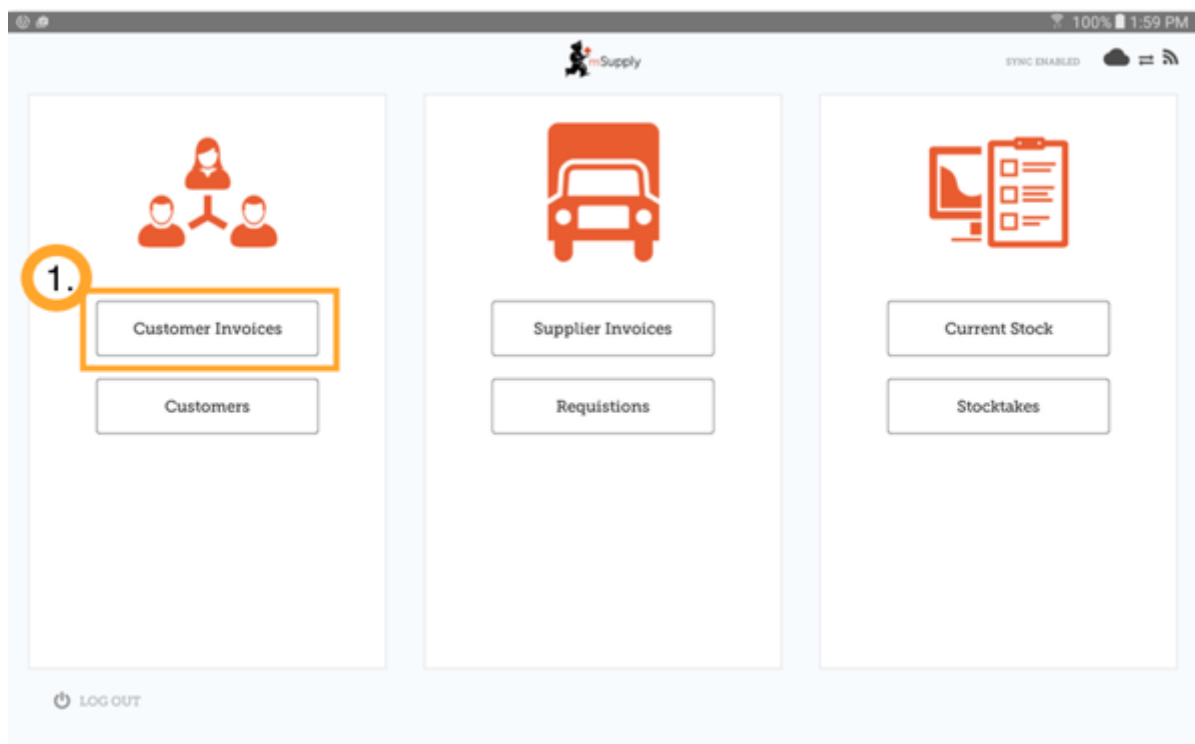 100% 1:59 PM
mSupply
SYNC ENABLED
1.
Customer Invoices
Customers
Supplier Invoices
Requistions
Current Stock
Stocktakes
LOG OUT